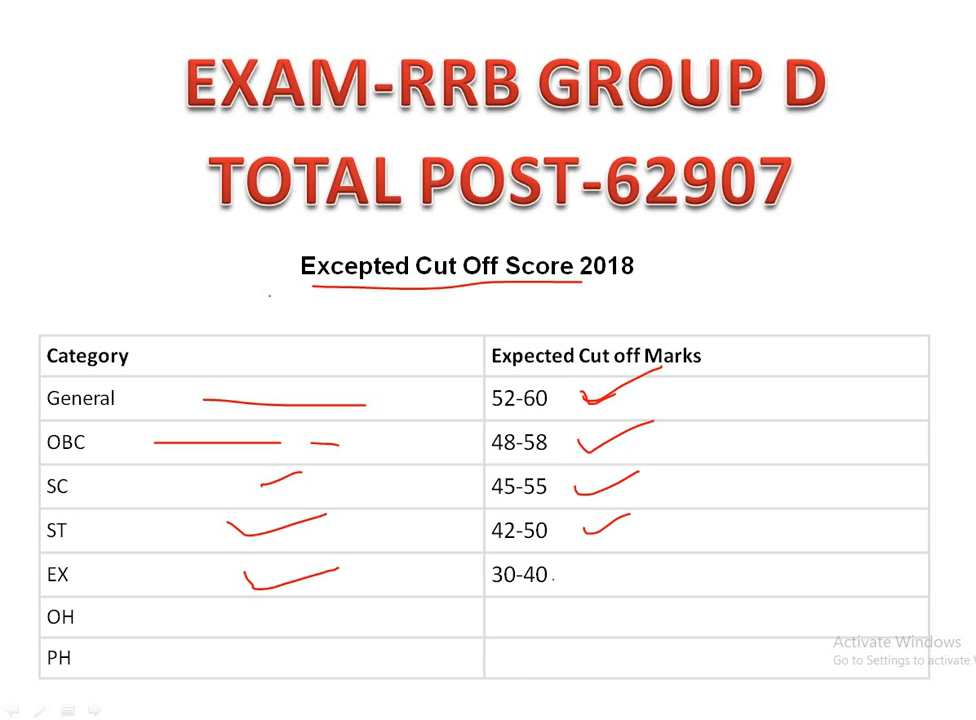 EXAM-RRB GROUP D
TOTAL POST-62907
Excepted Cut Off Score 2018
Category Expected Cut off Marks
General 52-60
OBC 48-58
SC 45-55
ST 42-50
EX 30-40
OH
PH
Activate Windows
Go to Settings to activate W